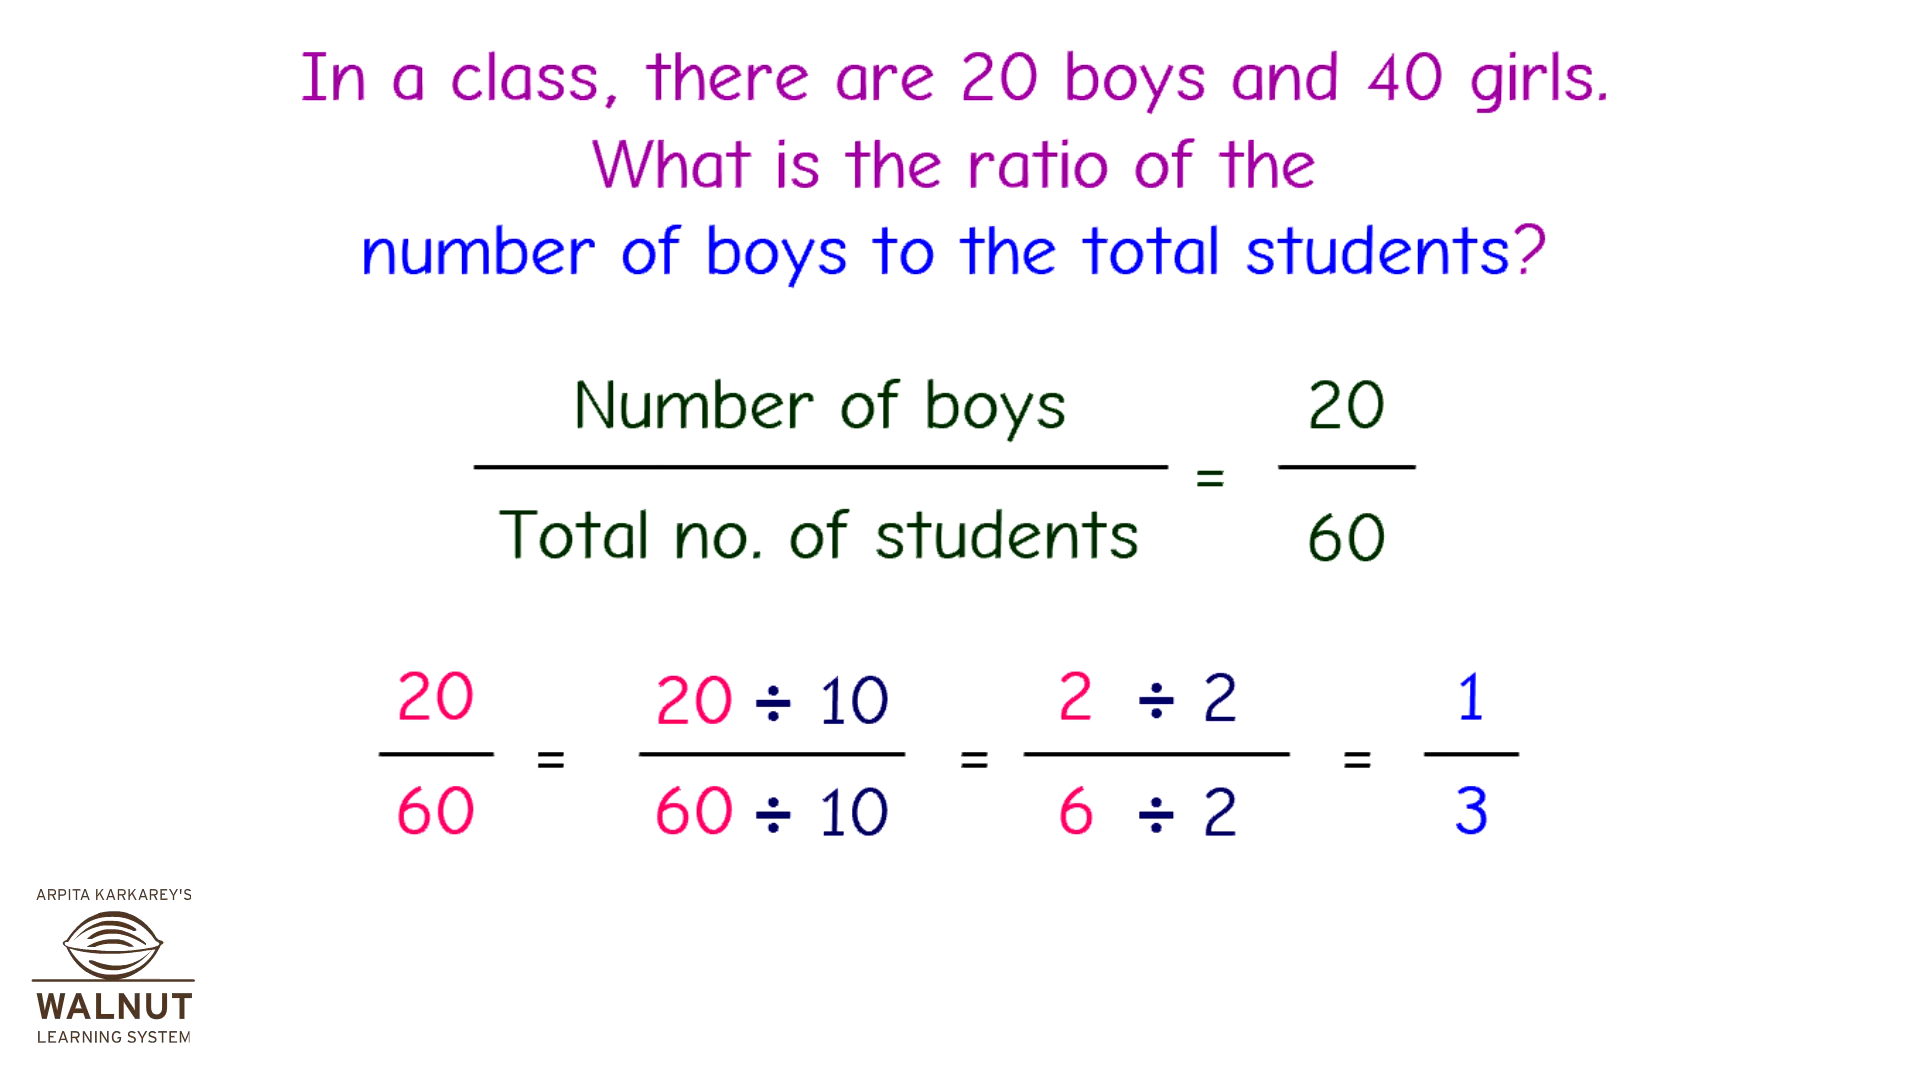 In a class, there are 20 boys and 40 girls.
What is the ratio of the
number of boys to the total students?
Number of boys
Total no. of students
=
20
60
20
60
=
20 ÷ 10
60 ÷ 10
=
2 ÷ 2
6 ÷ 2
=
1
3
ARPITA KARKAREY'S
WALNUT
LEARNING SYSTEM